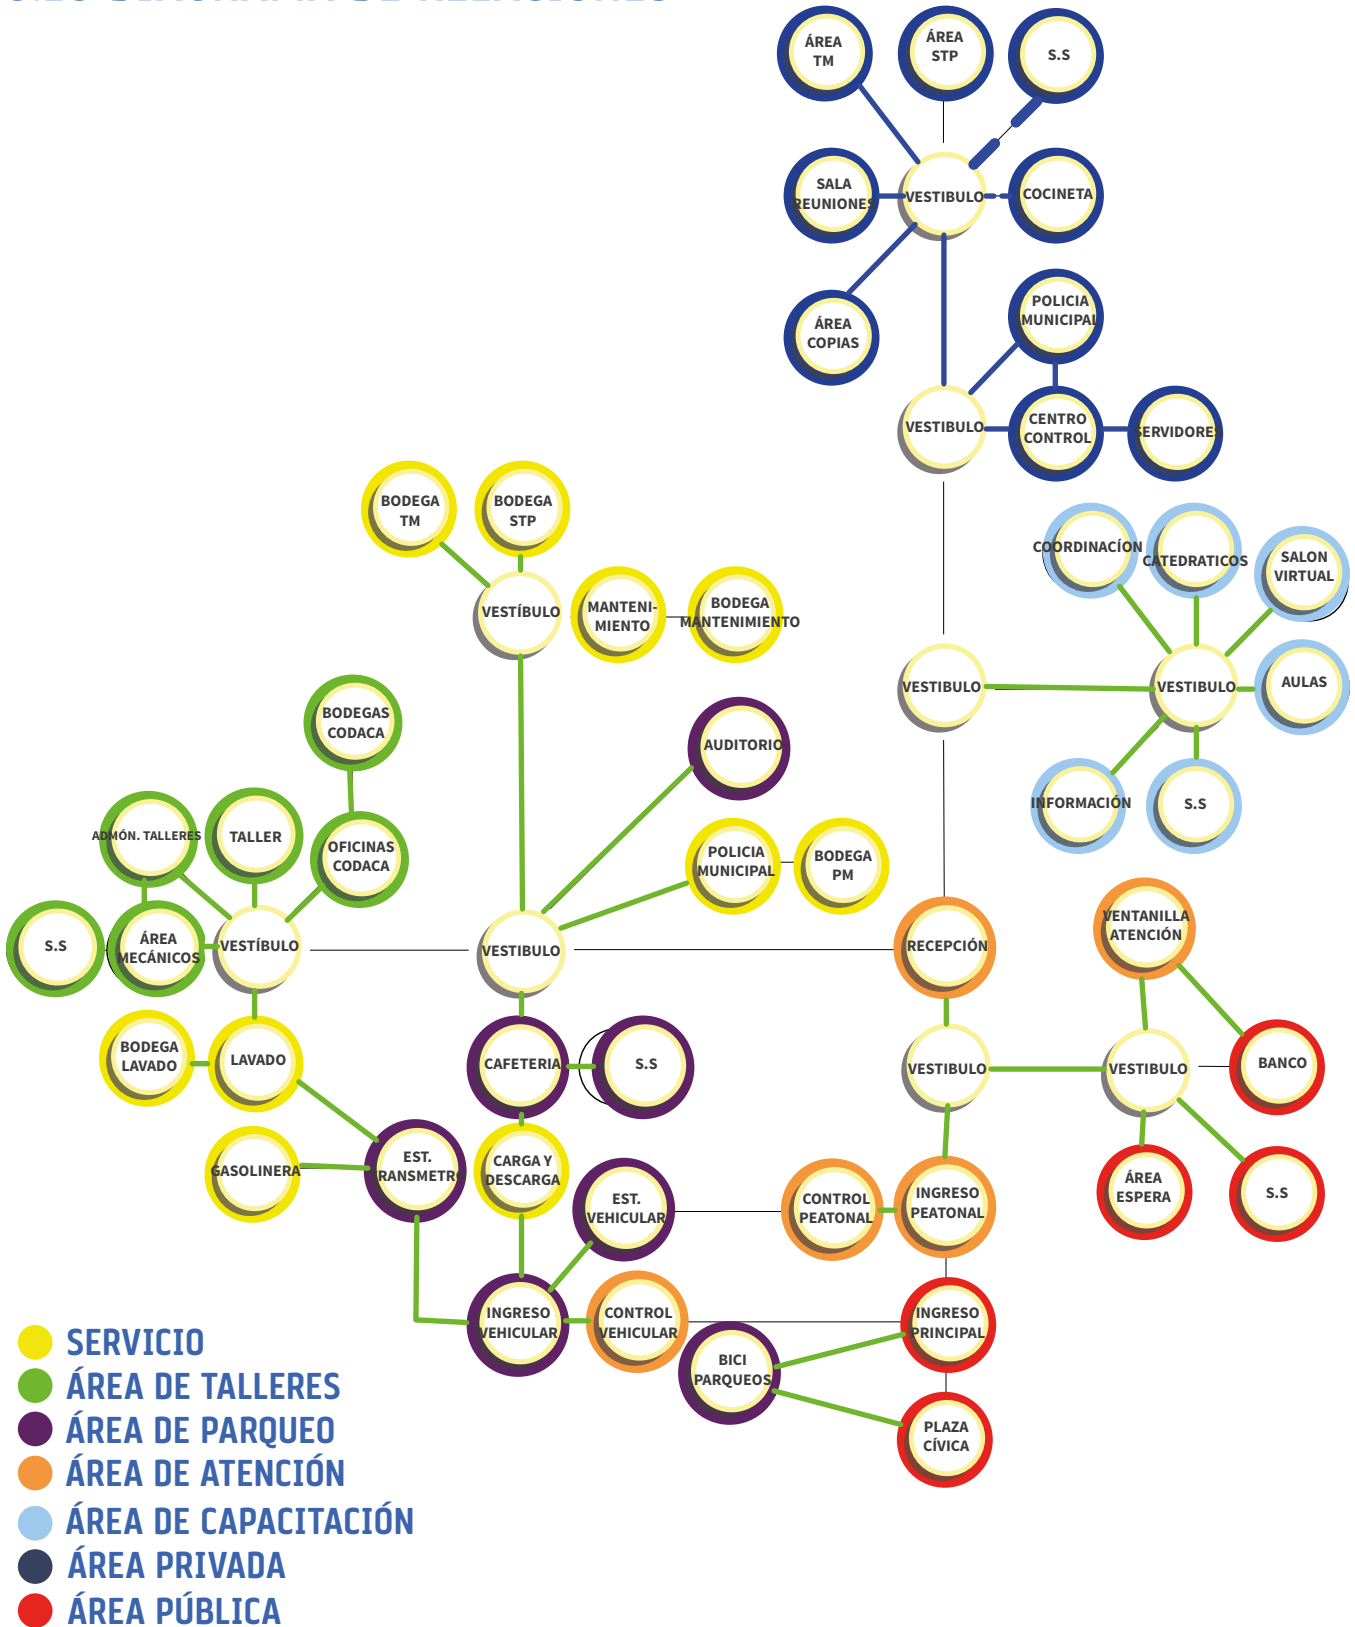 ÁREA
TM
ÁREA
STP
S.S
SALA
REUNIONES
VESTIBULO
COCINETA
ÁREA
COPIAS
POLICIA
MUNICIPAL
VESTIBULO
CENTRO
CONTROL
SERVIDORES
BODEGA
TM
BODEGA
STP
COORDINACÍON
CATEDRATICOS
SALON
VIRTUAL
VESTÍBULO
MANTENI-
MIENTO
BODEGA
MANTENIMIENTO
VESTIBULO
VESTIBULO
AULAS
BODEGAS
CODACA
AUDITORIO
INFORMACIÓN
S.S
ADMÓN. TALLERES
TALLER
OFICINAS
CODACA
POLICIA
MUNICIPAL
BODEGA
PM
S.S
ÁREA
MECÁNICOS
VESTÍBULO
VESTIBULO
RECEPCIÓN
VENTANILLA
ATENCIÓN
BODEGA
LAVADO
LAVADO
CAFETERIA
S.S
VESTIBULO
VESTIBULO
BANCO
GASOLINERA
EST.
TRANSMETRO
CARGA Y
DESCARGA
EST.
VEHICULAR
CONTROL
PEATONAL
INGRESO
PEATONAL
ÁREA
ESPERA
S.S
INGRESO
VEHICULAR
CONTROL
VEHICULAR
INGRESO
PRINCIPAL
BICI
PARQUEOS
PLAZA
CÍVICA
SERVICIO
ÁREA DE TALLERES
ÁREA DE PARQUEO
ÁREA DE ATENCIÓN
ÁREA DE CAPACITACIÓN
ÁREA PRIVADA
ÁREA PÚBLICA